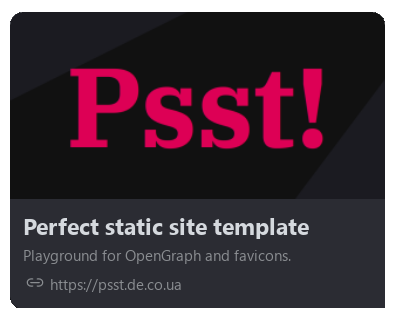 Psst!
Perfect static site template
Playground for OpenGraph and favicons.
https://psst.de.co.ua